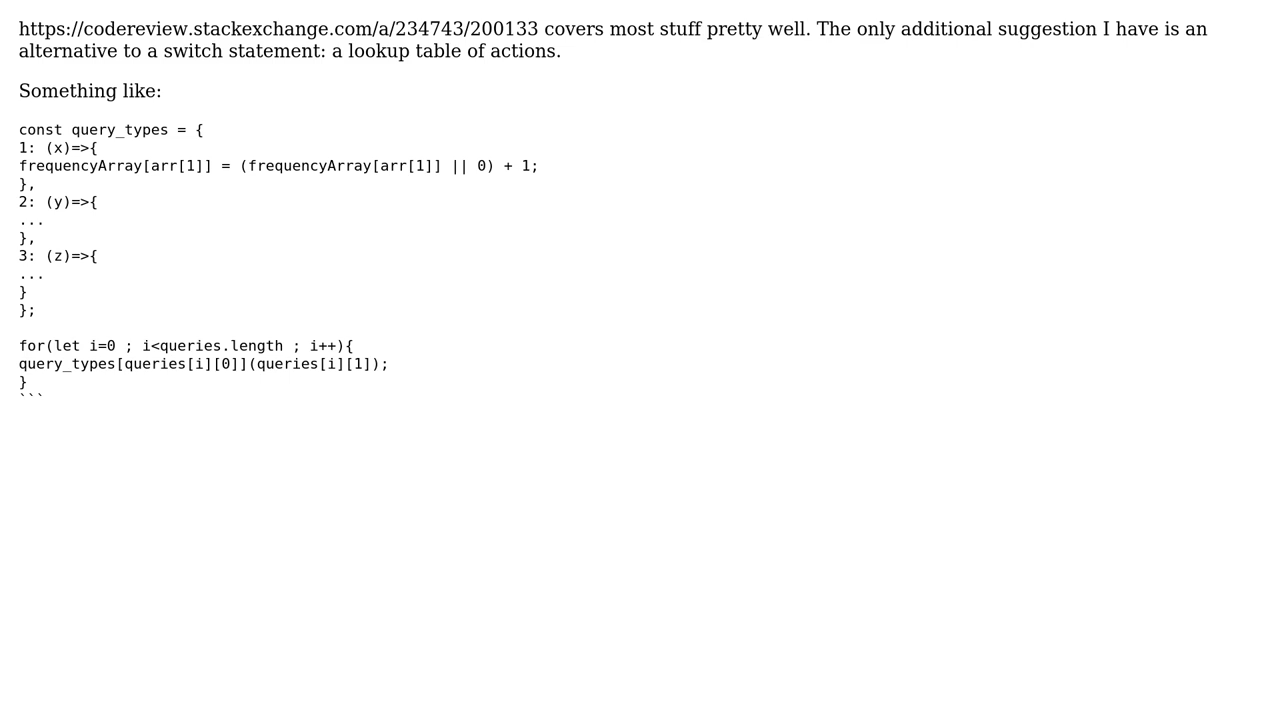 https://codereview.stackexchange.com/a/234743/200133 covers most stuff pretty well. The only additional suggestion I have is an
alternative to a switch statement: a lookup table of actions.
Something like:
const query_types = {
1: (x)=>{
frequencyArray[arr[1]] = (frequencyArray[arr[1]] || 0) + 1;
},
2: (y)=>{
...
},
3: (z)=>{
...
}
};
for(let i=0 ; i<queries.length ; i++){
query_types[queries[i][0]](queries[i][1]);
}
```